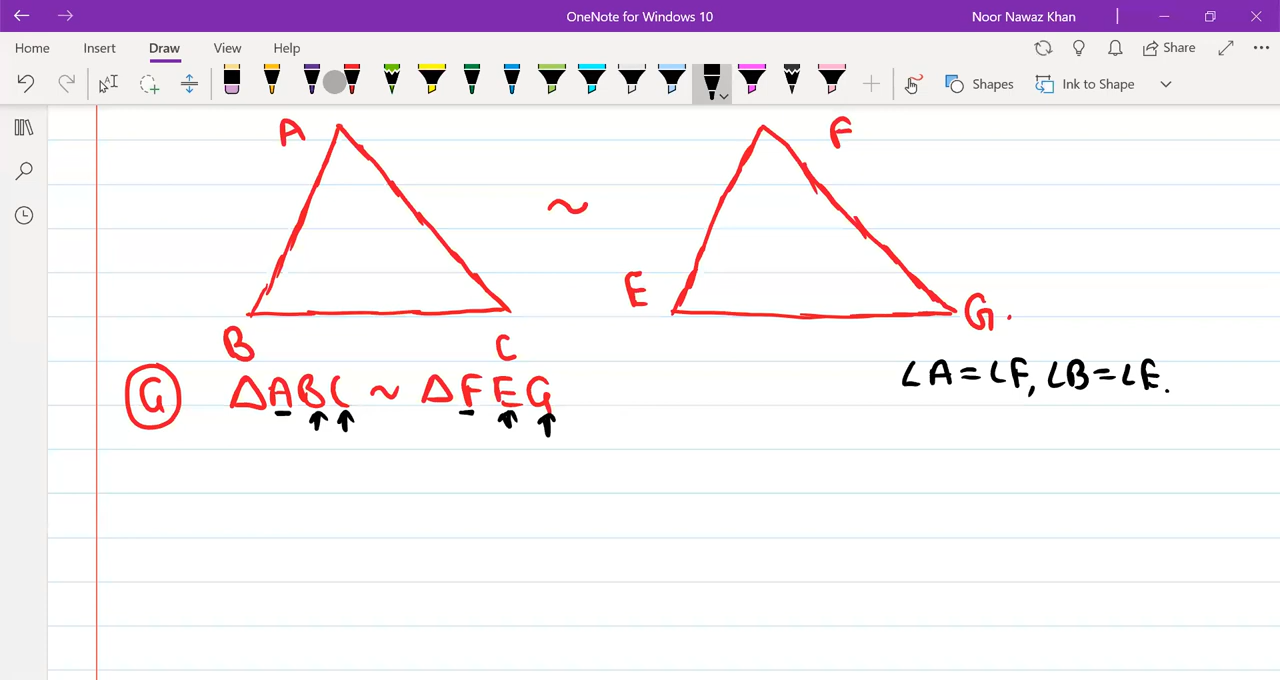 OneNote for Windows 10
Noor Nawaz Khan
Home Insert Draw View Help
Share
Shapes
Ink to Shape
A
F
~
E
G.
B
C
∠A=∠F, ∠B=∠E.
G ΔABC ~ ΔFEG